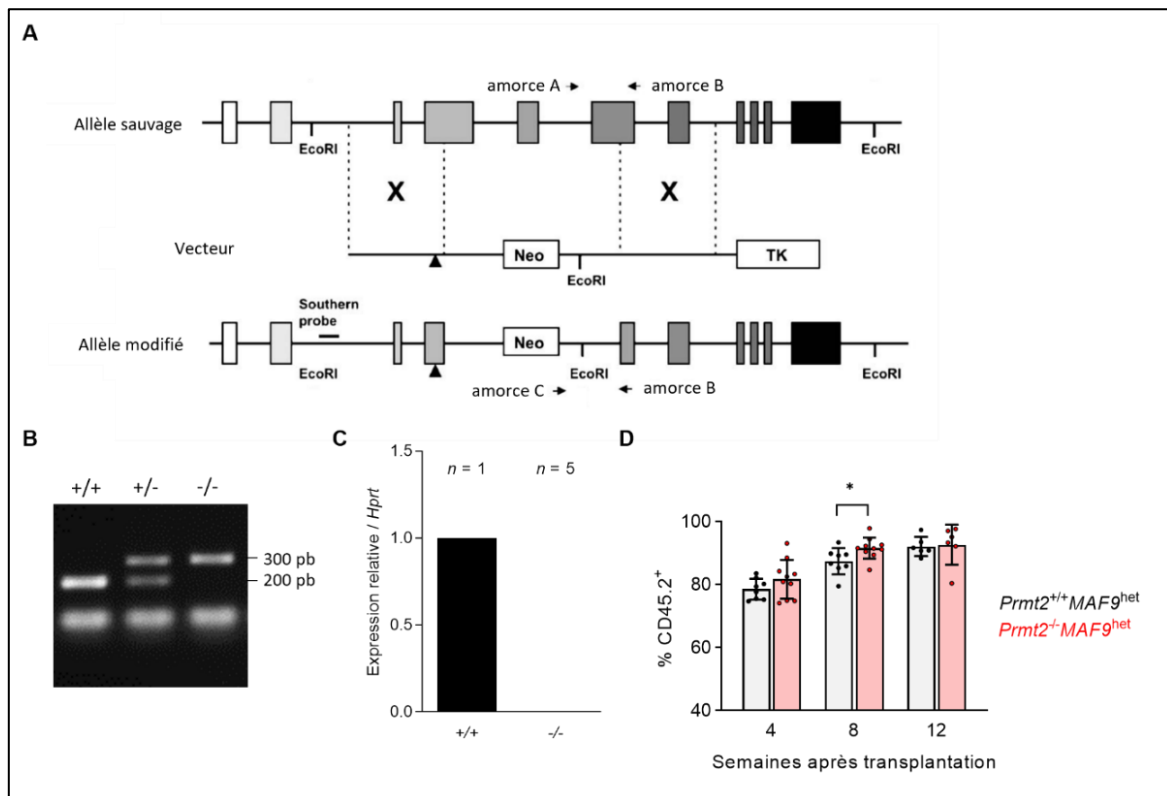 A
amorce A
amorce B
Allèle sauvage
EcoRI
EcoRI
X
X
Vecteur
Neo
TK
EcoRI
Southern
probe
Allèle modifié
Neo
EcoRI
EcoRI
EcoRI
amorce C
amorce B
B
+/+
+/-
-/-
300 pb
200 pb
C
Expression relative / Hprt
1.5
1.0
0.5
0.0
n = 1
n = 5
+/+
-/-
D
% CD45.2⁺
100
80
60
40
*
4
8
12
Semaines après transplantation
Prmt2⁺/⁺MAF9ʰᵉᵗ
Prmt2⁻/⁻MAF9ʰᵉᵗ